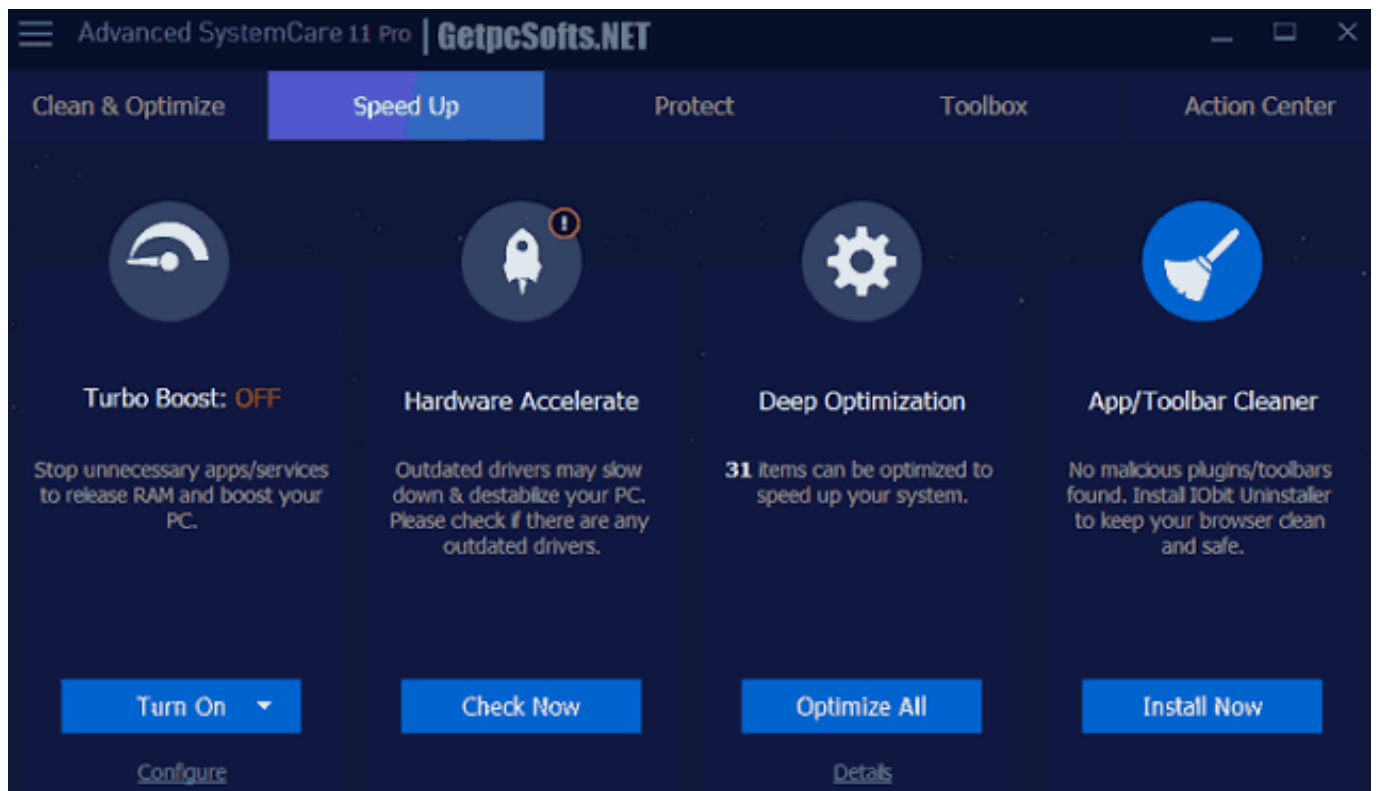 Advanced SystemCare 11 Pro | GetpcSofts.NET
Clean & Optimize
Speed Up
Protect
Toolbox
Action Center
!
Turbo Boost: OFF
Stop unnecessary apps/services
to release RAM and boost your
PC.
Turn On
Configure
Hardware Accelerate
Outdated drivers may slow
down & destabilize your PC.
Please check if there are any
outdated drivers.
Check Now
Deep Optimization
31 items can be optimized to
speed up your system.
Optimize All
Details
App/Toolbar Cleaner
No malicious plugins/toolbars
found. Install IObit Uninstaller
to keep your browser clean
and safe.
Install Now